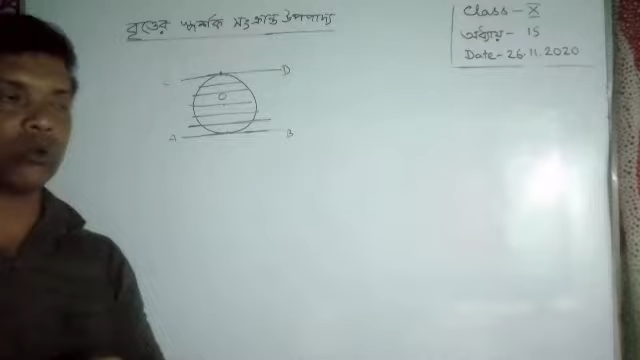 বৃত্তের স্পর্শক সংক্রান্ত উপপাদ্য
Class - X
অধ্যায় - 15
Date - 26.11.2020
D
O
A B